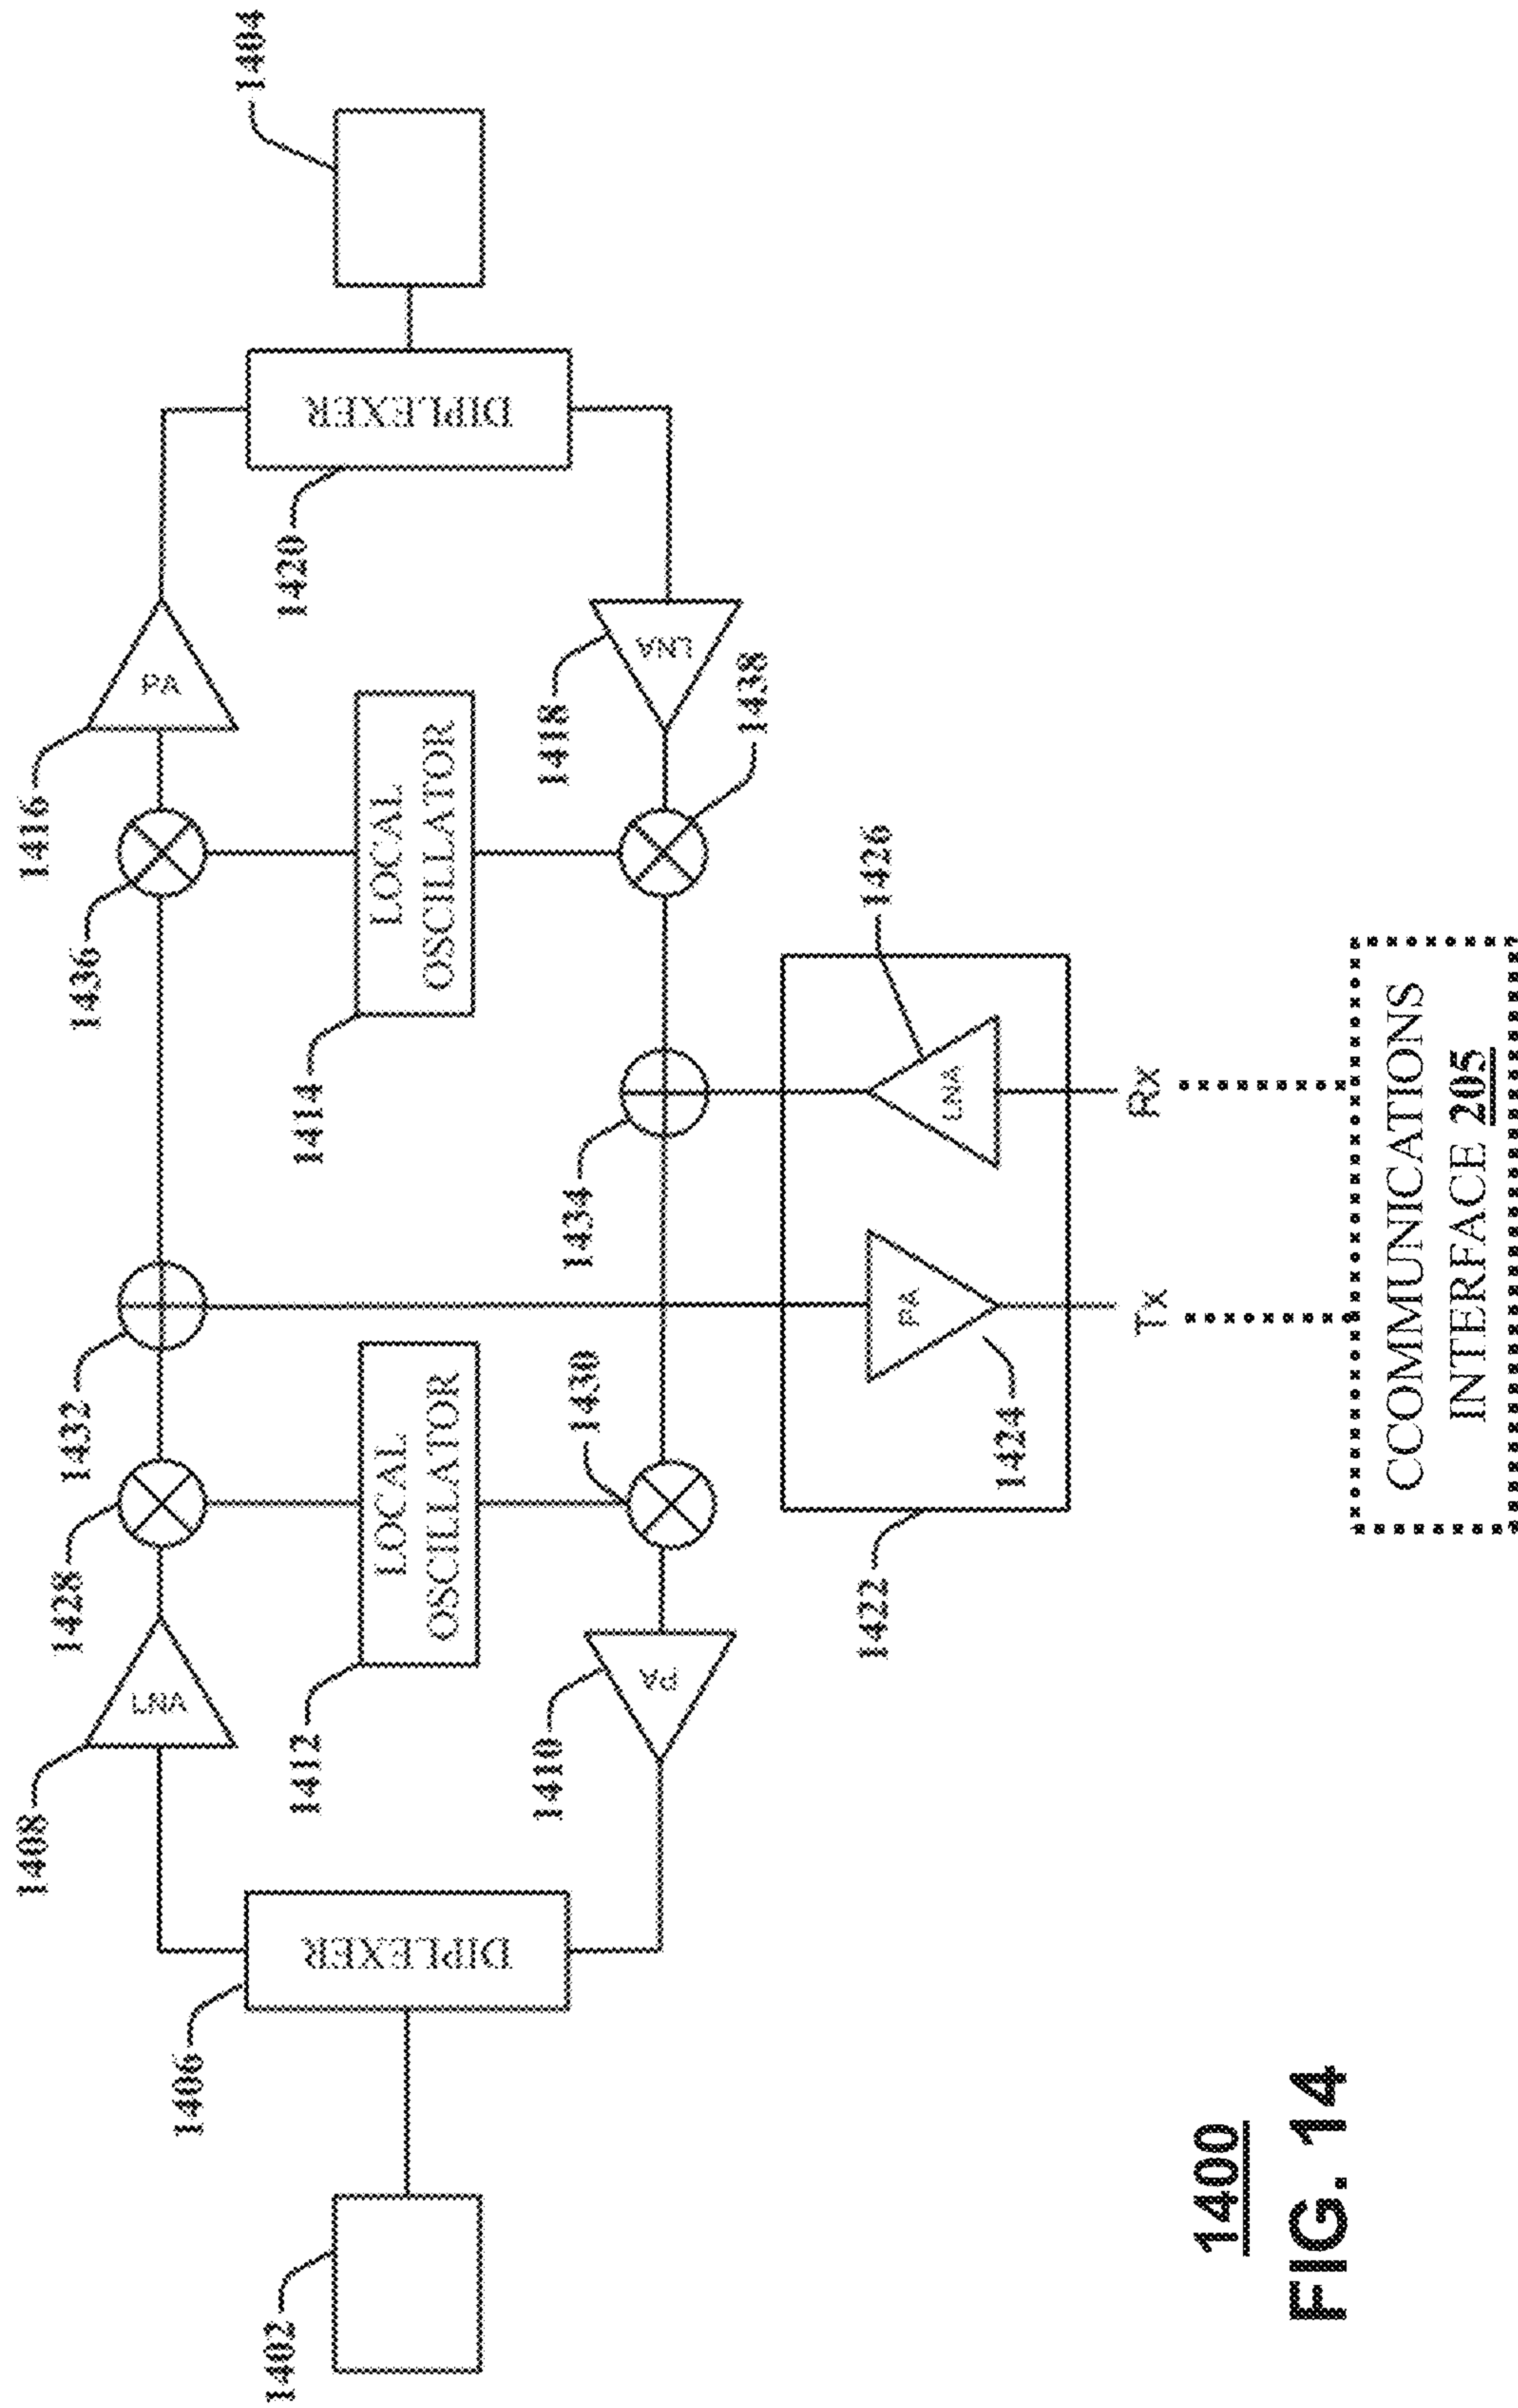 1404
1416
1420
DIPLEXER
PA
1436
LOCAL
OSCILLATOR
1414
1418
LNA
1438
1432
1434
1426
LNA
Rx
1428
LOCAL
OSCILLATOR
1412
1430
PA
1424
Tx
1422
CCOMMUNICATIONS
INTERFACE 205
1408
LNA
1410
PA
1406
DIPLEXER
1402
1400
FIG. 14